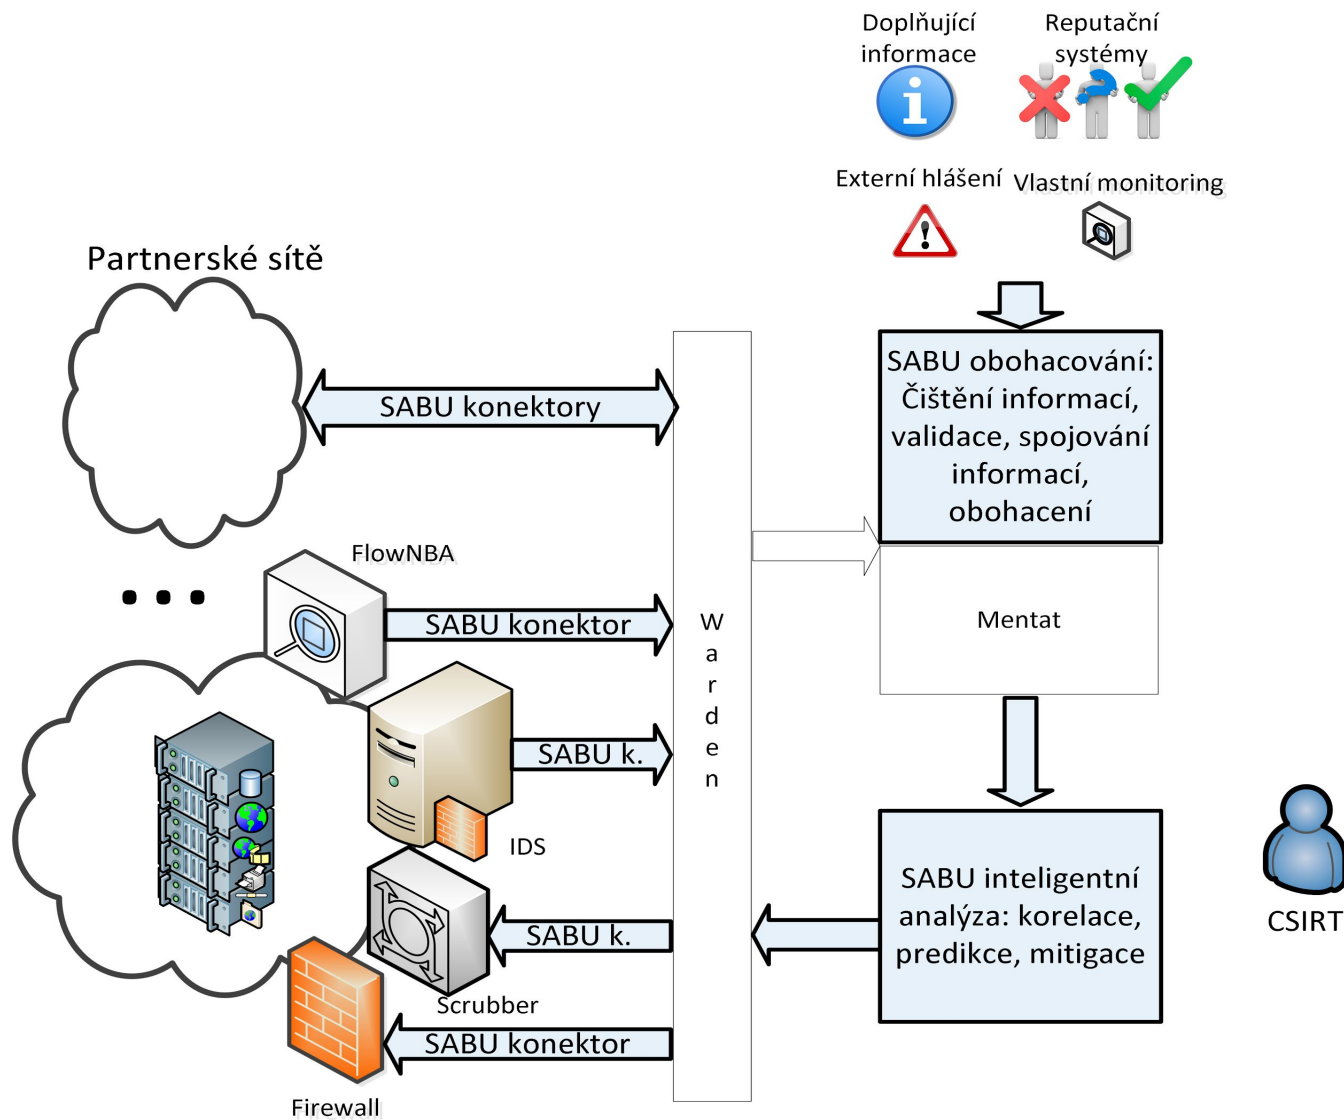 Doplňující
informace
Reputační
systémy
Externí hlášení
Vlastní monitoring
Partnerské sítě
SABU konektory
SABU obohacování:
Čištění informací,
validace, spojování
informací,
obohacení
FlowNBA
SABU konektor
Warden
Mentat
SABU k.
IDS
SABU inteligentní
analýza: korelace,
predikce, mitigace
CSIRT
SABU k.
Scrubber
SABU konektor
Firewall